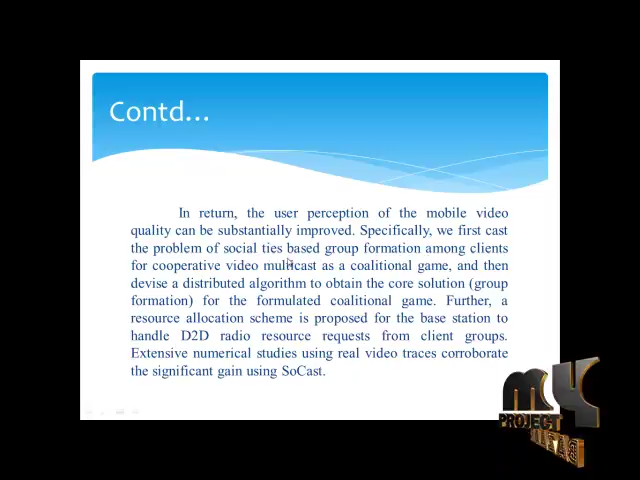 Contd...
In return, the user perception of the mobile video
quality can be substantially improved. Specifically, we first cast
the problem of social ties based group formation among clients
for cooperative video multicast as a coalitional game, and then
devise a distributed algorithm to obtain the core solution (group
formation) for the formulated coalitional game. Further, a
resource allocation scheme is proposed for the base station to
handle D2D radio resource requests from client groups.
Extensive numerical studies using real video traces corroborate
the significant gain using SoCast.
MY
PROJECT